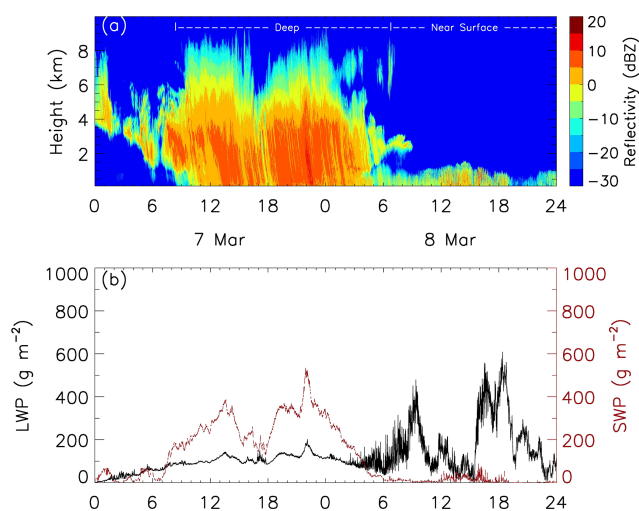 (a)
Deep
Near Surface
Height (km)
8
6
4
2
0 6 12 18 0 6 12 18 24
7 Mar 8 Mar
20
10
0
−10
−20
−30
Reflectivity (dBZ)
(b)
LWP (g m−2)
1000
800
600
400
200
0
1000
800
600
400
200
0
SWP (g m−2)
0 6 12 18 0 6 12 18 24